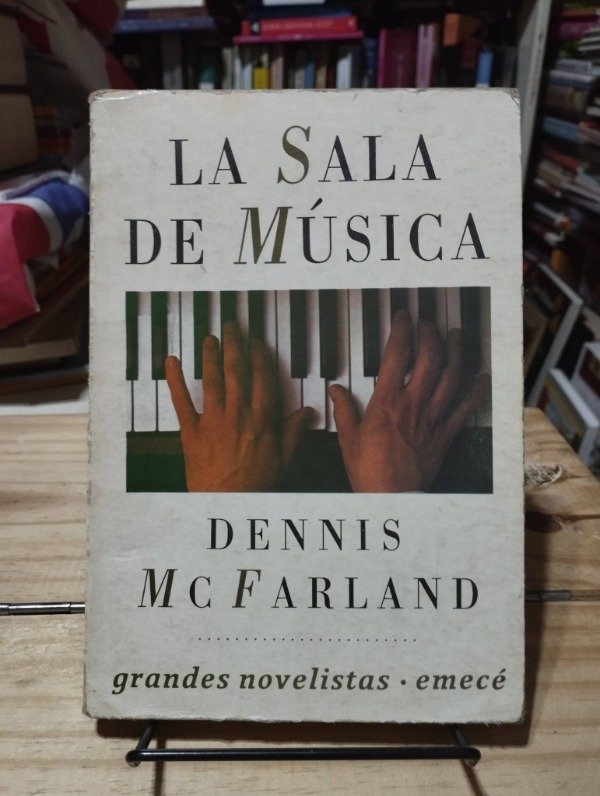 LA SALA
DE MÚSICA
DENNIS
MCFARLAND
grandes novelistas · emecé